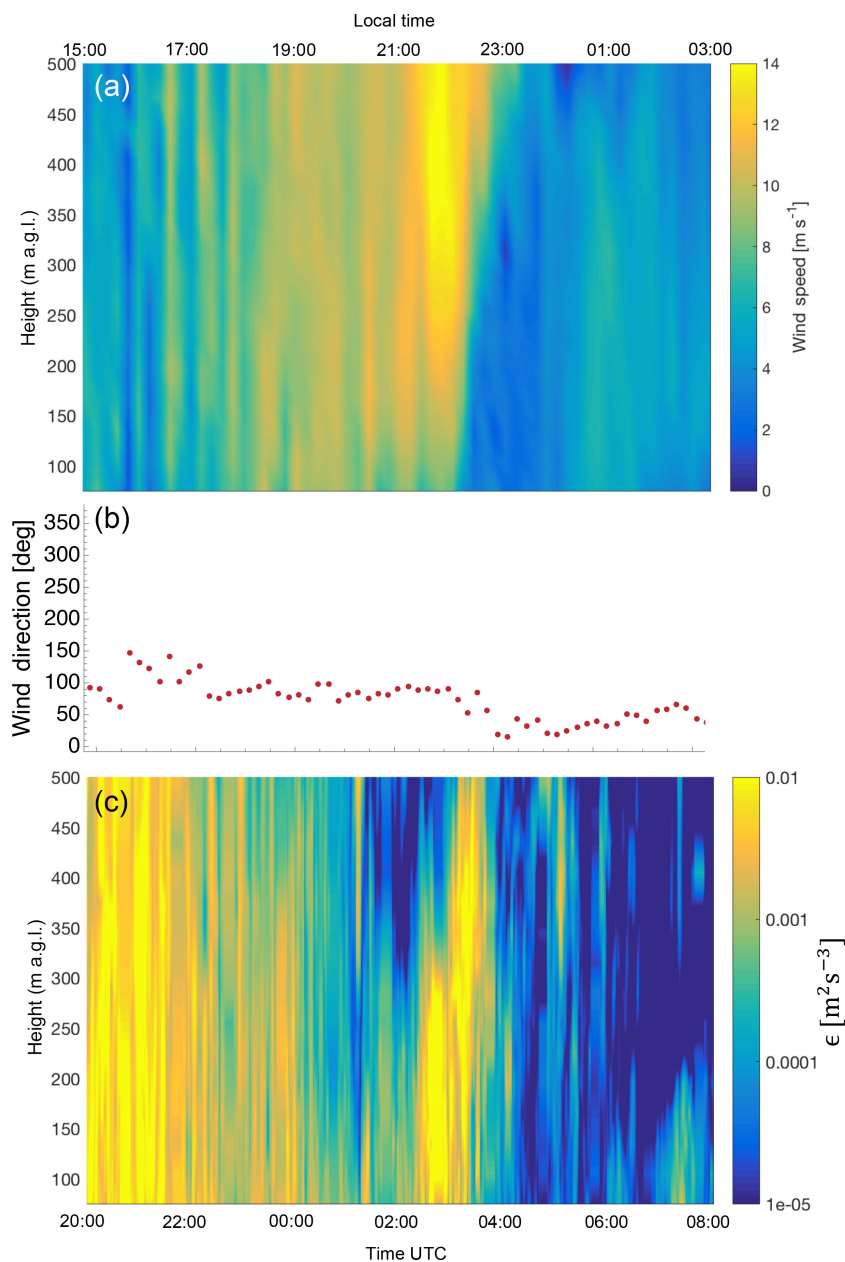 Local time
15:00 17:00 19:00 21:00 23:00 01:00 03:00
(a)
500
450
400
350
300
250
200
150
100
Height (m a.g.l.)
14
12
10
8
6
4
2
0
Wind speed [m s⁻¹]
(b)
350
300
250
200
150
100
50
0
Wind direction [deg]
(c)
500
450
400
350
300
250
200
150
100
Height (m a.g.l.)
0.01
0.001
0.0001
1e-05
ϵ [m²s⁻³]
20:00 22:00 00:00 02:00 04:00 06:00 08:00
Time UTC